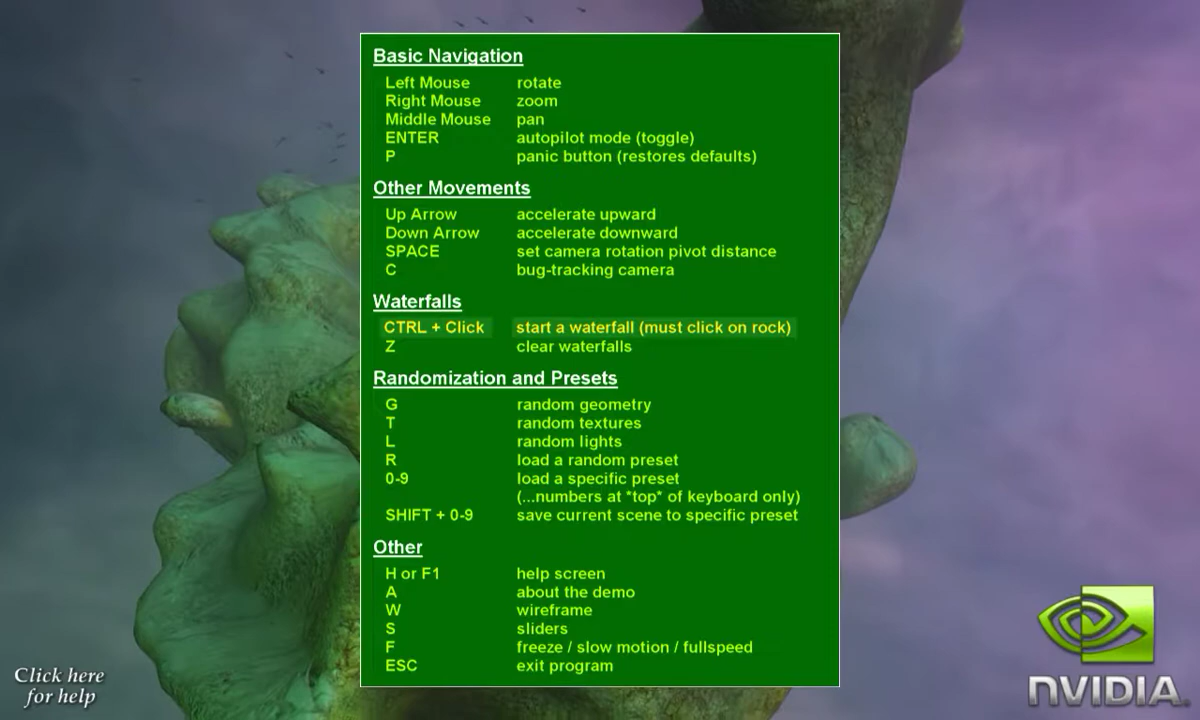 Basic Navigation
Left Mouse rotate
Right Mouse zoom
Middle Mouse pan
ENTER autopilot mode (toggle)
P panic button (restores defaults)
Other Movements
Up Arrow accelerate upward
Down Arrow accelerate downward
SPACE set camera rotation pivot distance
C bug-tracking camera
Waterfalls
CTRL + Click start a waterfall (must click on rock)
Z clear waterfalls
Randomization and Presets
G random geometry
T random textures
L random lights
R load a random preset
0-9 load a specific preset
(...numbers at *top* of keyboard only)
SHIFT + 0-9 save current scene to specific preset
Other
H or F1 help screen
A about the demo
W wireframe
S sliders
F freeze / slow motion / fullspeed
ESC exit program
Click here
for help
NVIDIA.